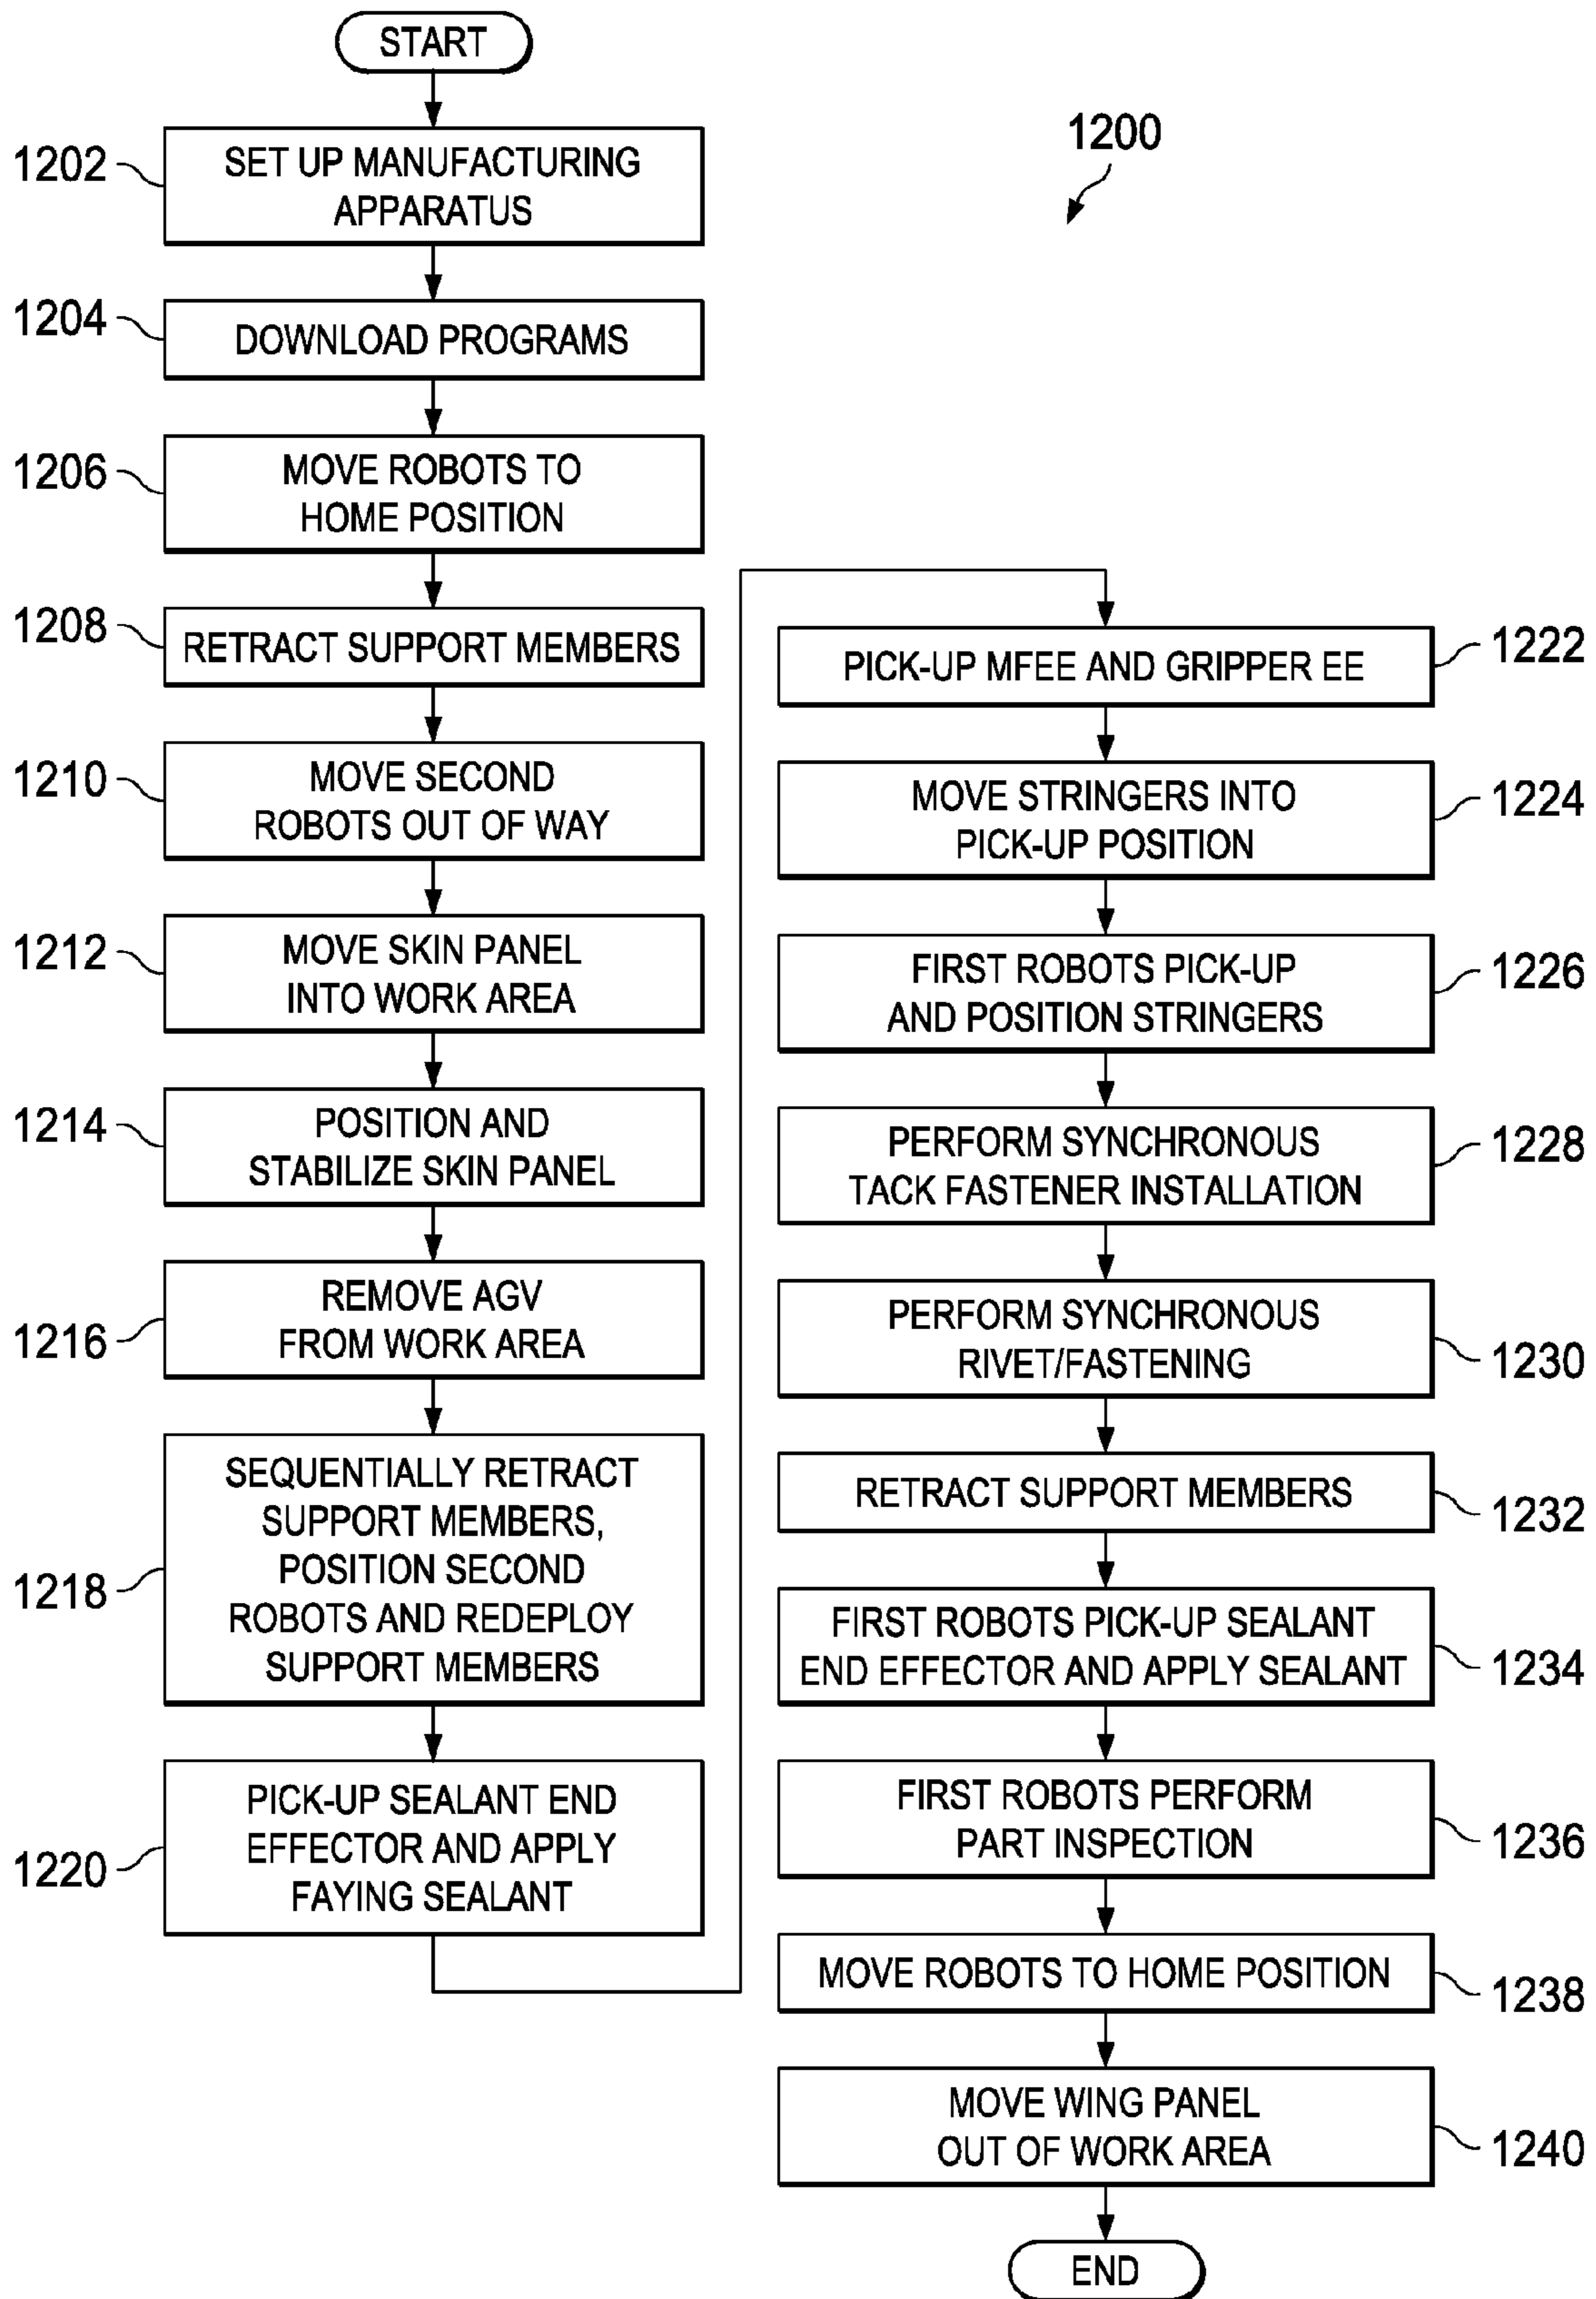 START
1200
1202
SET UP MANUFACTURING
APPARATUS
1204
DOWNLOAD PROGRAMS
1206
MOVE ROBOTS TO
HOME POSITION
1208
RETRACT SUPPORT MEMBERS
1210
MOVE SECOND
ROBOTS OUT OF WAY
1212
MOVE SKIN PANEL
INTO WORK AREA
1214
POSITION AND
STABILIZE SKIN PANEL
1216
REMOVE AGV
FROM WORK AREA
1218
SEQUENTIALLY RETRACT
SUPPORT MEMBERS,
POSITION SECOND
ROBOTS AND REDEPLOY
SUPPORT MEMBERS
1220
PICK-UP SEALANT END
EFFECTOR AND APPLY
FAYING SEALANT
PICK-UP MFEE AND GRIPPER EE
1222
MOVE STRINGERS INTO
PICK-UP POSITION
1224
FIRST ROBOTS PICK-UP
AND POSITION STRINGERS
1226
PERFORM SYNCHRONOUS
TACK FASTENER INSTALLATION
1228
PERFORM SYNCHRONOUS
RIVET/FASTENING
1230
RETRACT SUPPORT MEMBERS
1232
FIRST ROBOTS PICK-UP SEALANT
END EFFECTOR AND APPLY SEALANT
1234
FIRST ROBOTS PERFORM
PART INSPECTION
1236
MOVE ROBOTS TO HOME POSITION
1238
MOVE WING PANEL
OUT OF WORK AREA
1240
END